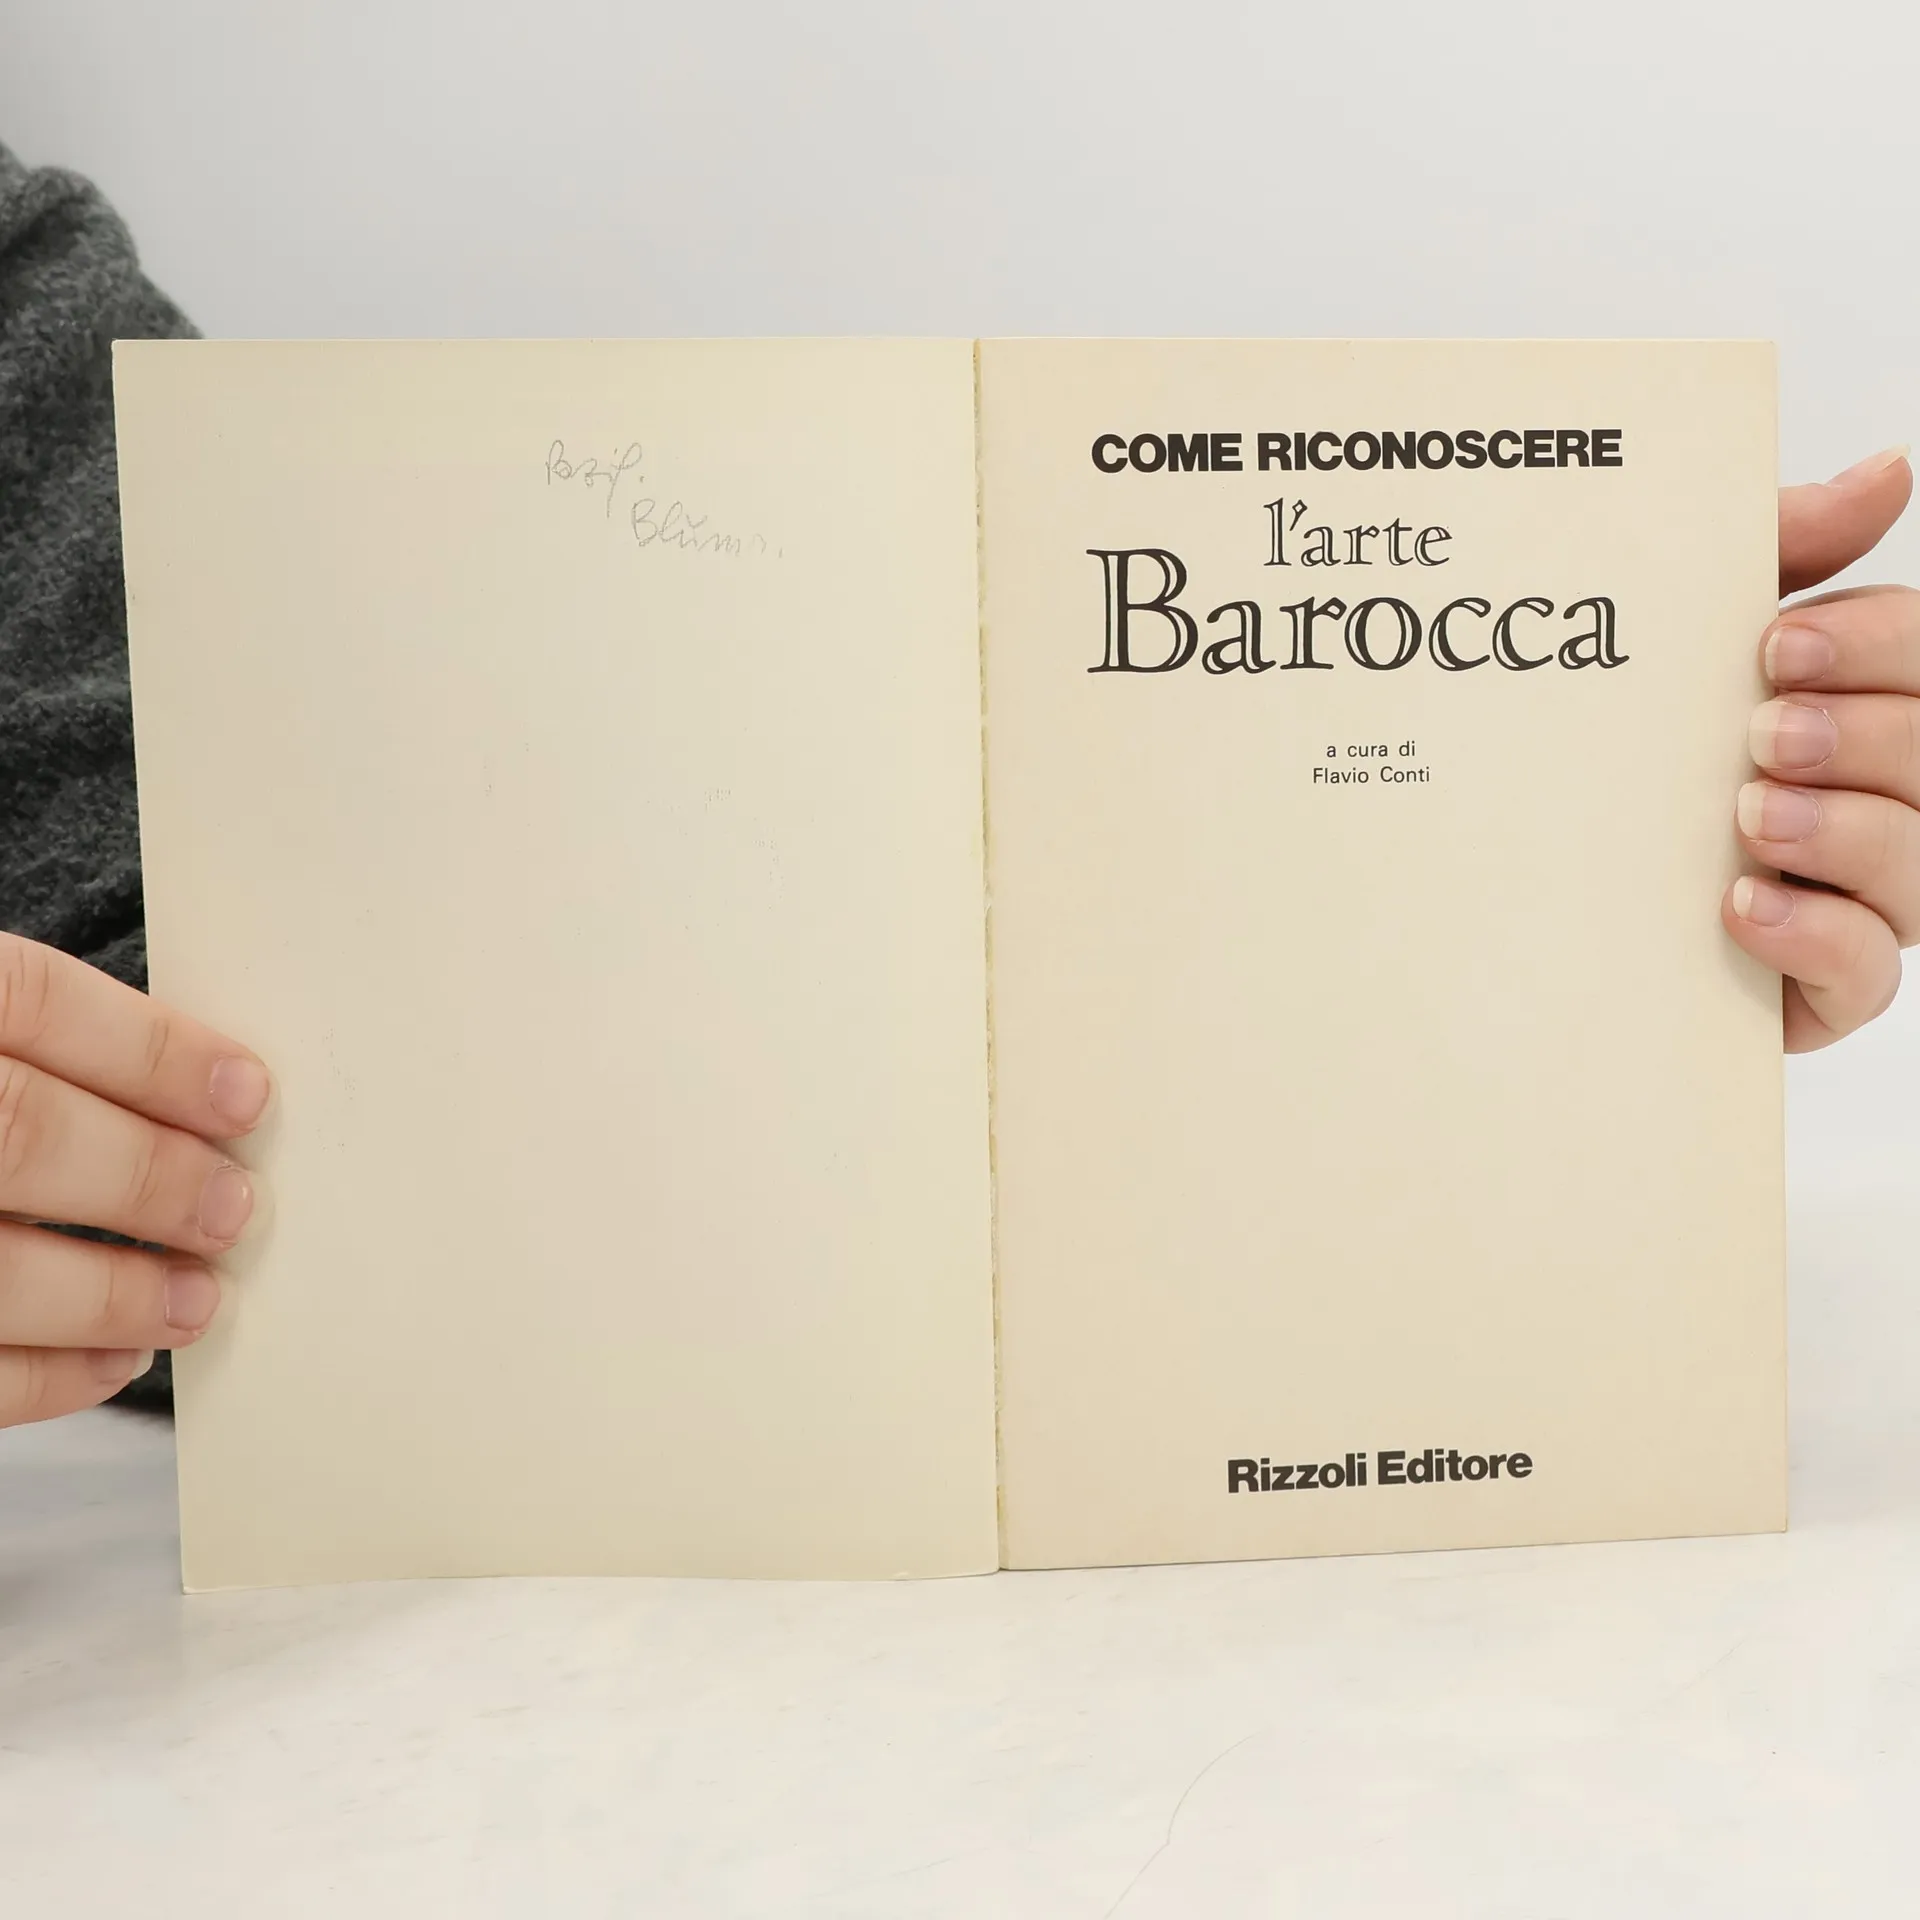 COME RICONOSCERE
l'arte
Barocca
a cura di
Flavio Conti
Rizzoli Editore